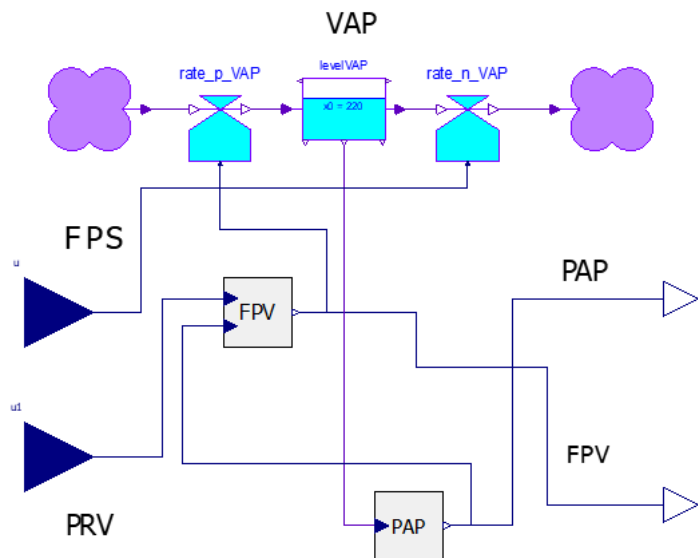 VAP
rate_p_VAP
levelVAP
rate_n_VAP
x0 = 220
FPS
u
PAP
FPV
u1
FPV
PRV
PAP